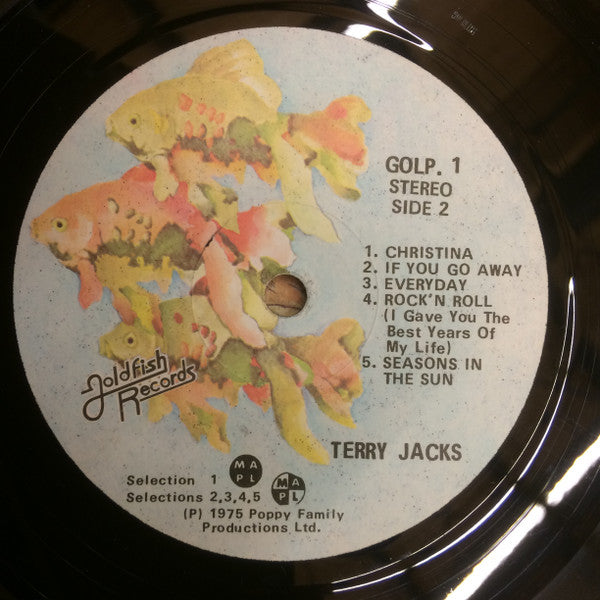 GOLP. 1
STEREO
SIDE 2
1. CHRISTINA
2. IF YOU GO AWAY
3. EVERYDAY
4. ROCK'N ROLL
(I Gave You The
Best Years Of
My Life)
5. SEASONS IN
THE SUN
Goldfish
Records
TERRY JACKS
Selection 1 M A P L
Selections 2,3,4,5 M A P L
(P) 1975 Poppy Family
Productions Ltd.